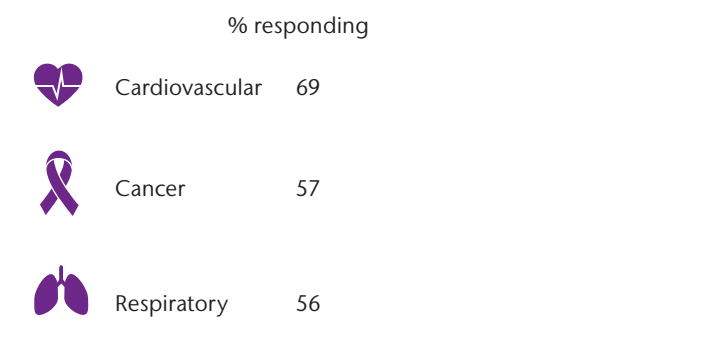 % responding
Cardiovascular 69
Cancer 57
Respiratory 56